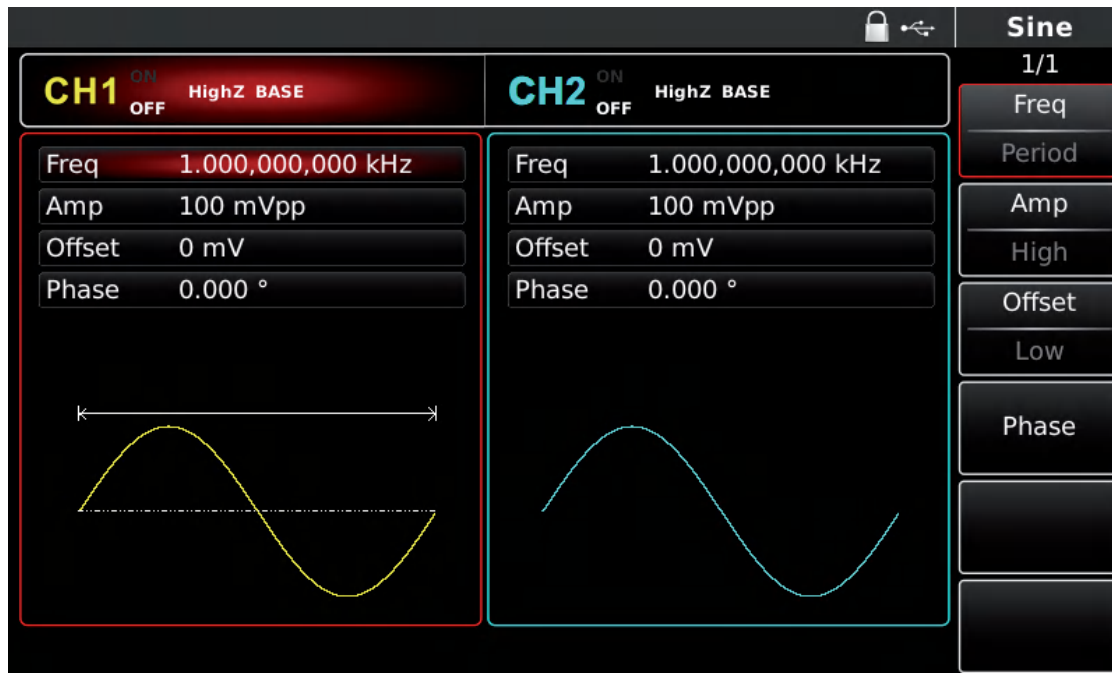 Sine
1/1
CH1 ON OFF HighZ BASE
CH2 ON OFF HighZ BASE
Freq 1.000,000,000 kHz
Amp 100 mVpp
Offset 0 mV
Phase 0.000 °
Freq 1.000,000,000 kHz
Amp 100 mVpp
Offset 0 mV
Phase 0.000 °
Freq
Period
Amp
High
Offset
Low
Phase